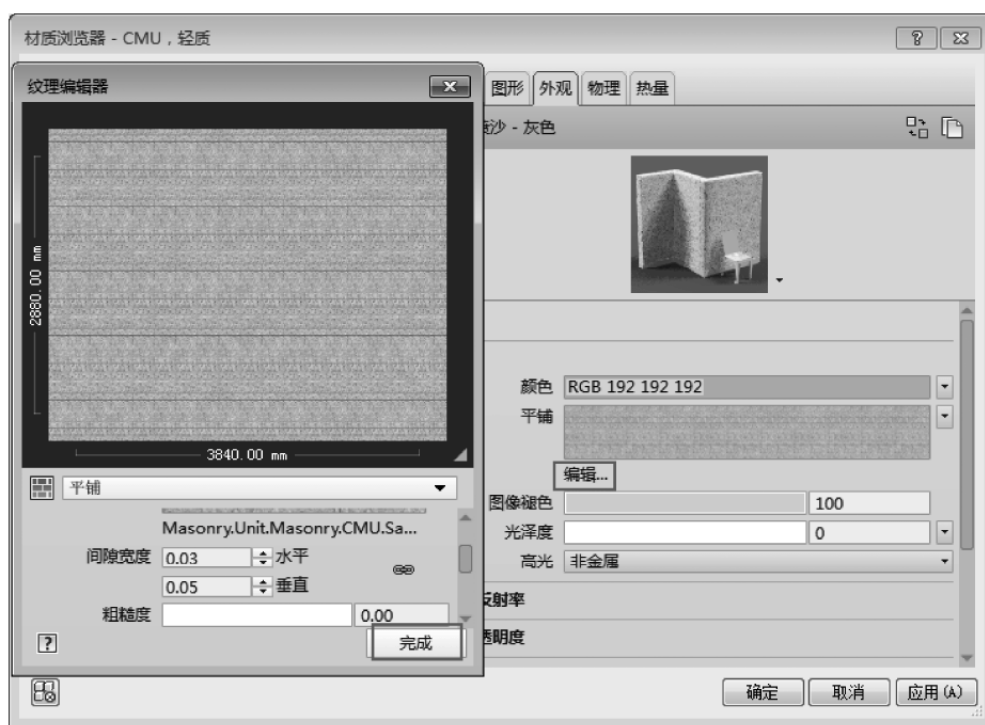 材质浏览器 - CMU，轻质
纹理编辑器
图形 外观 物理 热量
沙 - 灰色
2880.00 mm
3840.00 mm
平铺
Masonry.Unit.Masonry.CMU.Sa...
间隙宽度 0.03 水平
0.05 垂直
粗糙度 0.00
? 完成
颜色 RGB 192 192 192
平铺
编辑...
图像褪色 100
光泽度 0
高光 非金属
反射率
透明度
确定 取消 应用(A)